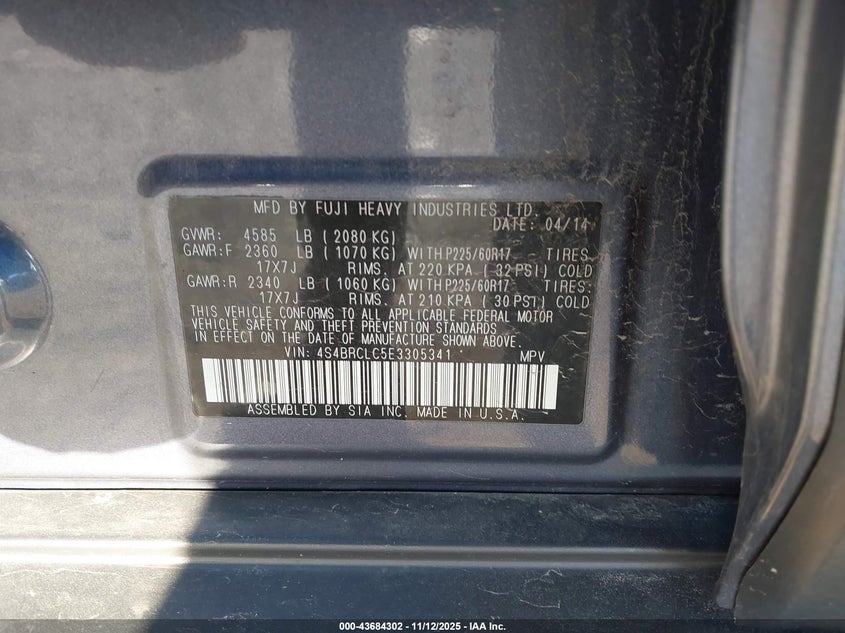 MFD BY FUJI HEAVY INDUSTRIES LTD.
DATE: 04/14
GVWR: 4585 LB ( 2080 KG)
GAWR:F 2360 LB ( 1070 KG) WITH P225/60R17 TIRES.
17X7J RIMS. AT 220 KPA ( 32 PSI) COLD
GAWR:R 2340 LB ( 1060 KG) WITH P225/60R17 TIRES:
17X7J RIMS. AT 210 KPA ( 30 PSI) COLD
THIS VEHICLE CONFORMS TO ALL APPLICABLE FEDERAL MOTOR
VEHICLE SAFETY AND THEFT PREVENTION STANDARDS
IN EFFECT ON THE DATE OF MANUFACTURE SHOWN ABOVE.
VIN: 4S4BRCLC5E3305341 MPV
ASSEMBLED BY SIA INC. MADE IN U.S.A.
000-43684302 - 11/12/2025 - IAA Inc.